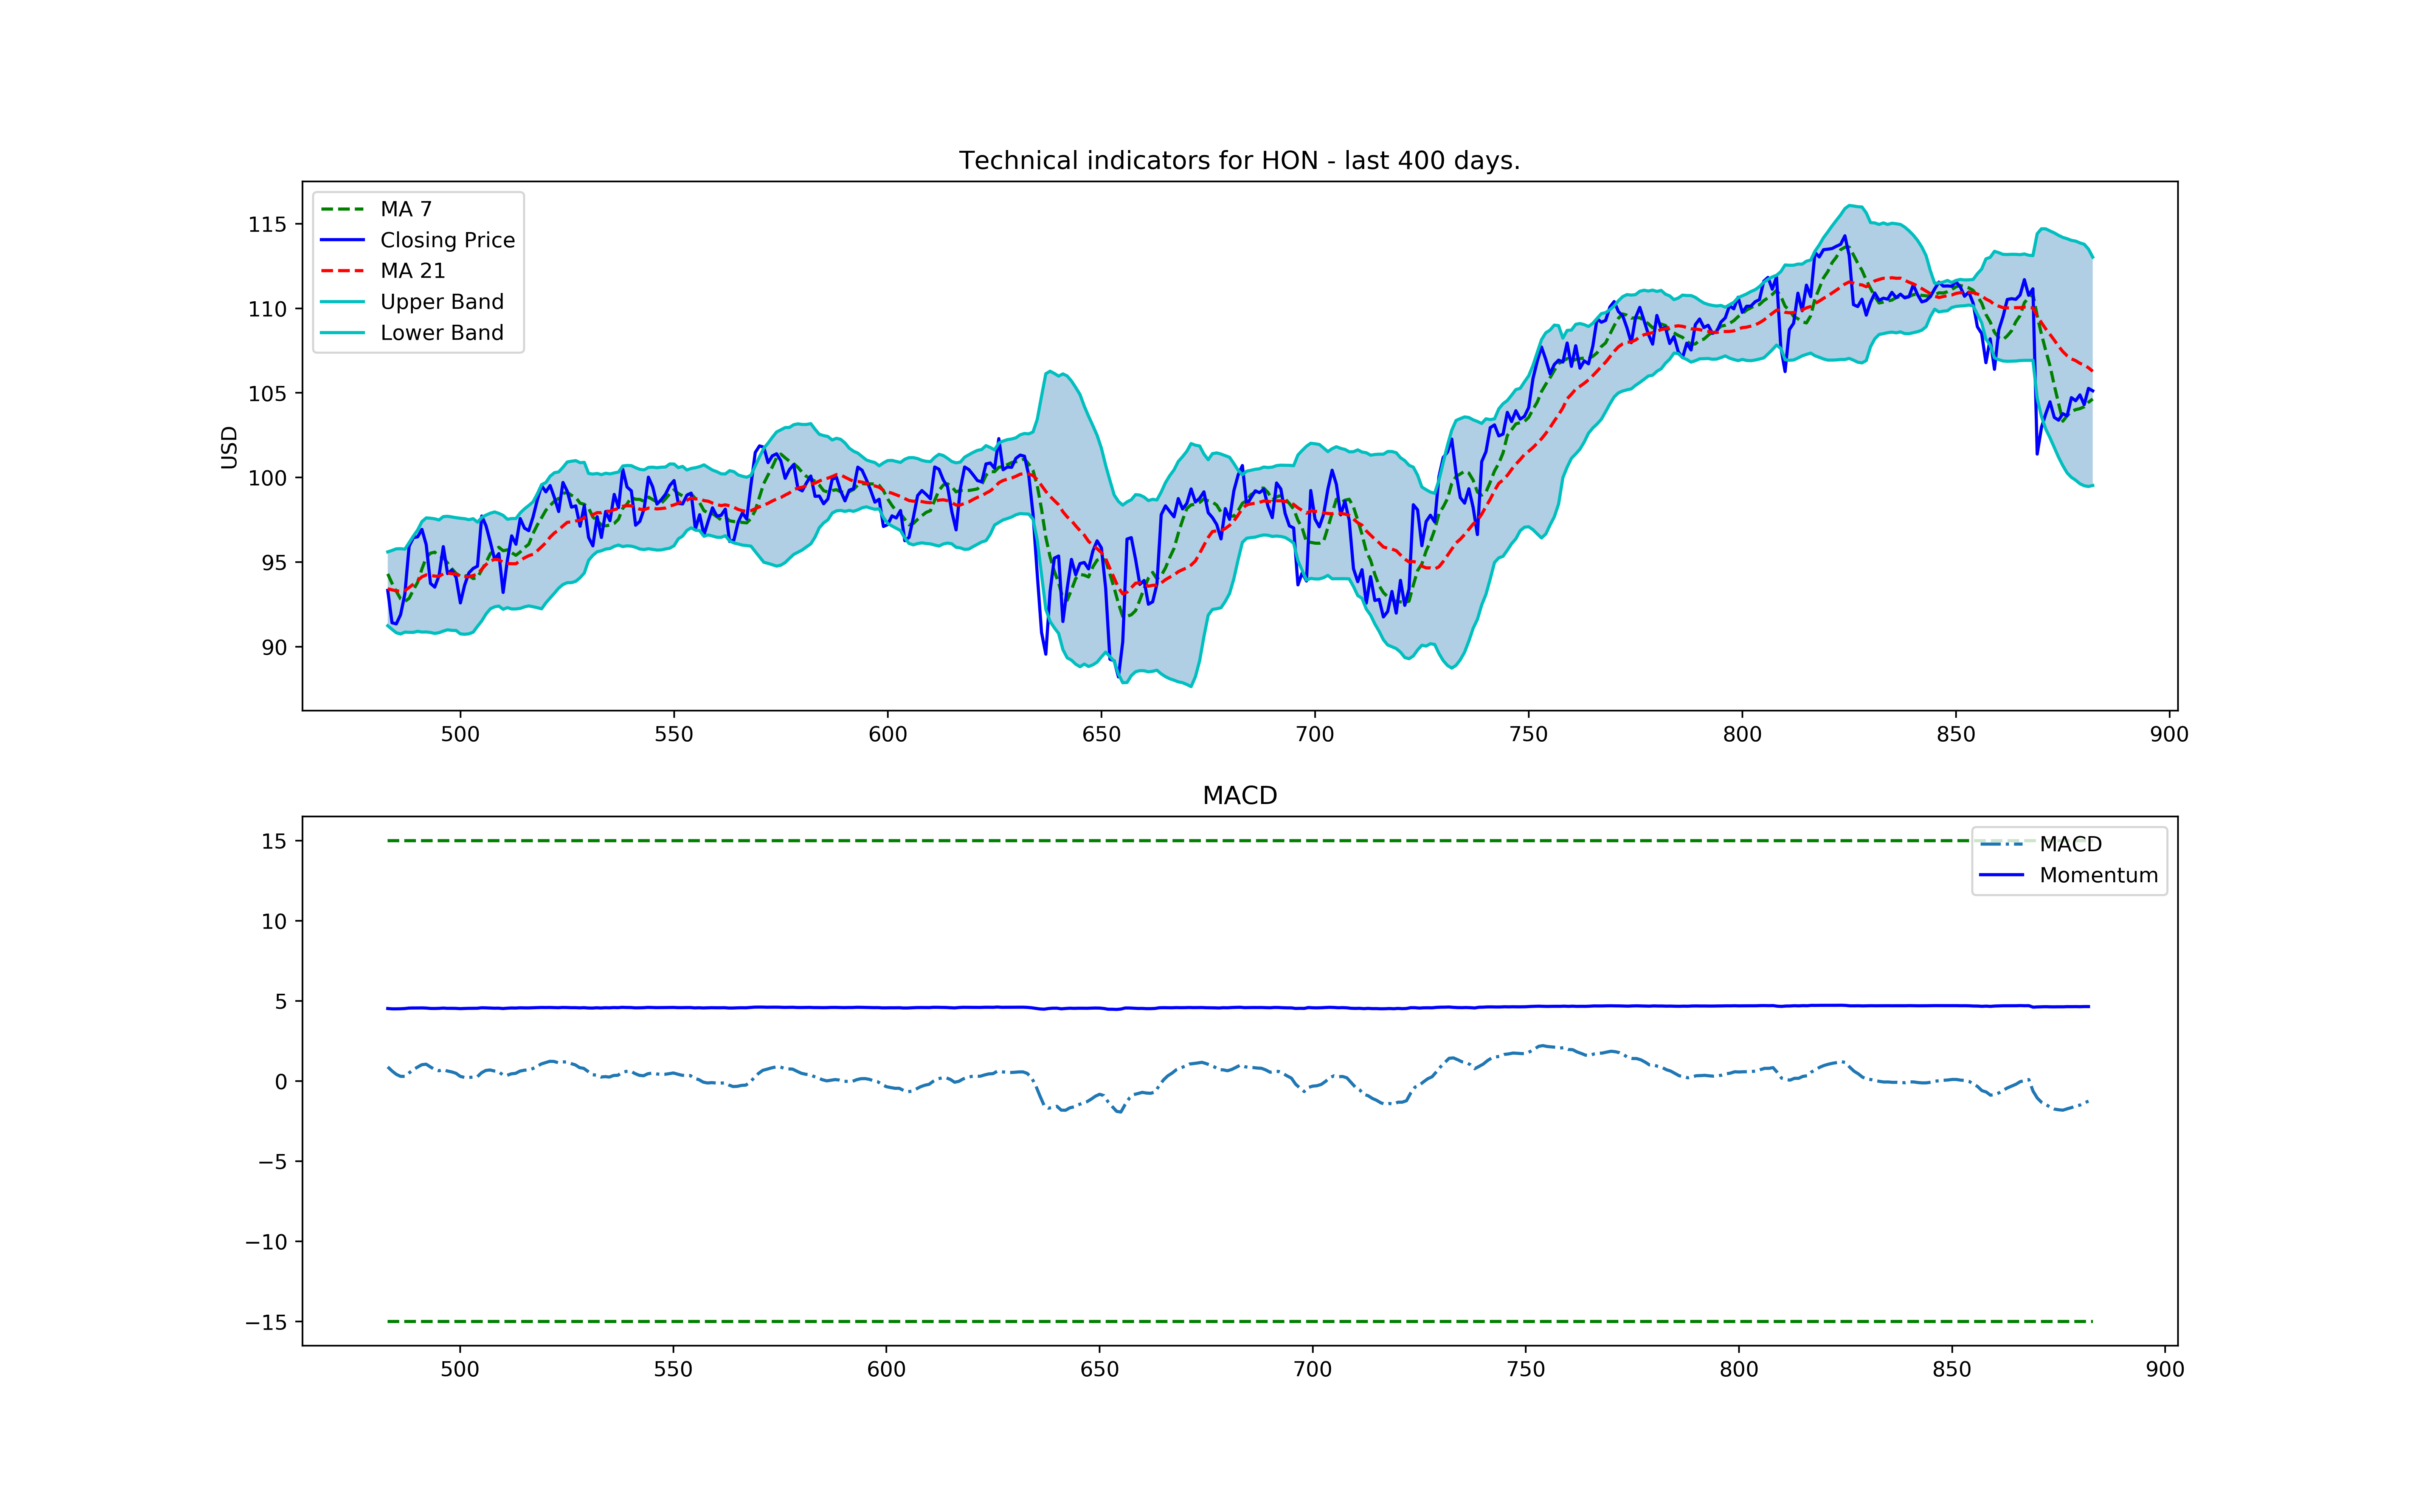 Technical indicators for HON - last 400 days.
MA 7
Closing Price
MA 21
Upper Band
Lower Band
115
110
105
100
95
90
USD
500 550 600 650 700 750 800 850 900
MACD
MACD
Momentum
15
10
5
0
−5
−10
−15
500 550 600 650 700 750 800 850 900